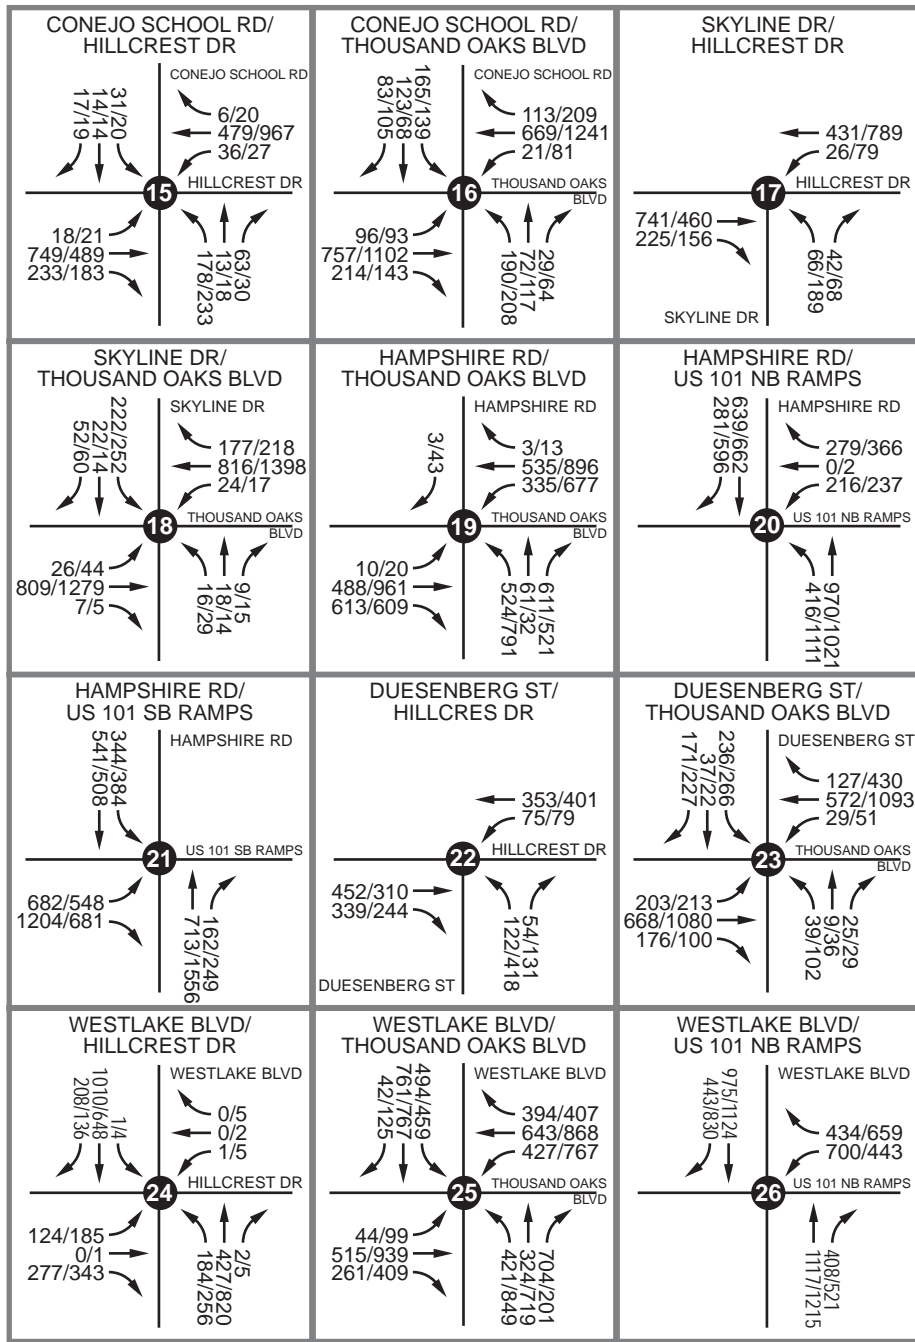 CONEJO SCHOOL RD/
HILLCREST DR
CONEJO SCHOOL RD
31/20
14/14
17/19
6/20
479/967
36/27
15
HILLCREST DR
18/21
749/489
233/183
63/30
13/18
178/233
CONEJO SCHOOL RD/
THOUSAND OAKS BLVD
CONEJO SCHOOL RD
165/139
123/68
83/105
113/209
669/1241
21/81
16
THOUSAND OAKS
BLVD
96/93
757/1102
214/143
29/64
72/117
190/208
SKYLINE DR/
HILLCREST DR
431/789
26/79
17
HILLCREST DR
741/460
225/156
42/68
66/189
SKYLINE DR
SKYLINE DR/
THOUSAND OAKS BLVD
SKYLINE DR
222/252
22/14
52/60
177/218
816/1398
24/17
18
THOUSAND OAKS
BLVD
26/44
809/1279
7/5
9/15
18/14
16/29
HAMPSHIRE RD/
THOUSAND OAKS BLVD
HAMPSHIRE RD
3/43
3/13
535/896
335/677
19
THOUSAND OAKS
BLVD
10/20
488/961
613/609
611/521
61/32
524/791
HAMPSHIRE RD/
US 101 NB RAMPS
HAMPSHIRE RD
639/662
281/596
279/366
0/2
216/237
20
US 101 NB RAMPS
970/1021
416/1111
HAMPSHIRE RD/
US 101 SB RAMPS
HAMPSHIRE RD
344/384
541/508
21
US 101 SB RAMPS
682/548
1204/681
162/249
713/1556
DUESENBERG ST/
HILLCRES DR
353/401
75/79
22
HILLCREST DR
452/310
339/244
54/131
122/418
DUESENBERG ST
DUESENBERG ST/
THOUSAND OAKS BLVD
DUESENBERG ST
236/266
37/22
171/227
127/430
572/1093
29/51
23
THOUSAND OAKS
BLVD
203/213
668/1080
176/100
25/29
9/36
39/102
WESTLAKE BLVD/
HILLCREST DR
WESTLAKE BLVD
1/4
1010/648
208/136
0/5
0/2
1/5
24
HILLCREST DR
124/185
0/1
277/343
2/5
427/820
184/256
WESTLAKE BLVD/
THOUSAND OAKS BLVD
WESTLAKE BLVD
494/459
761/767
42/125
394/407
643/868
427/767
25
THOUSAND OAKS
BLVD
44/99
515/939
261/409
704/201
324/719
421/849
WESTLAKE BLVD/
US 101 NB RAMPS
WESTLAKE BLVD
975/1124
443/830
434/659
700/443
26
US 101 NB RAMPS
408/521
1117/1215